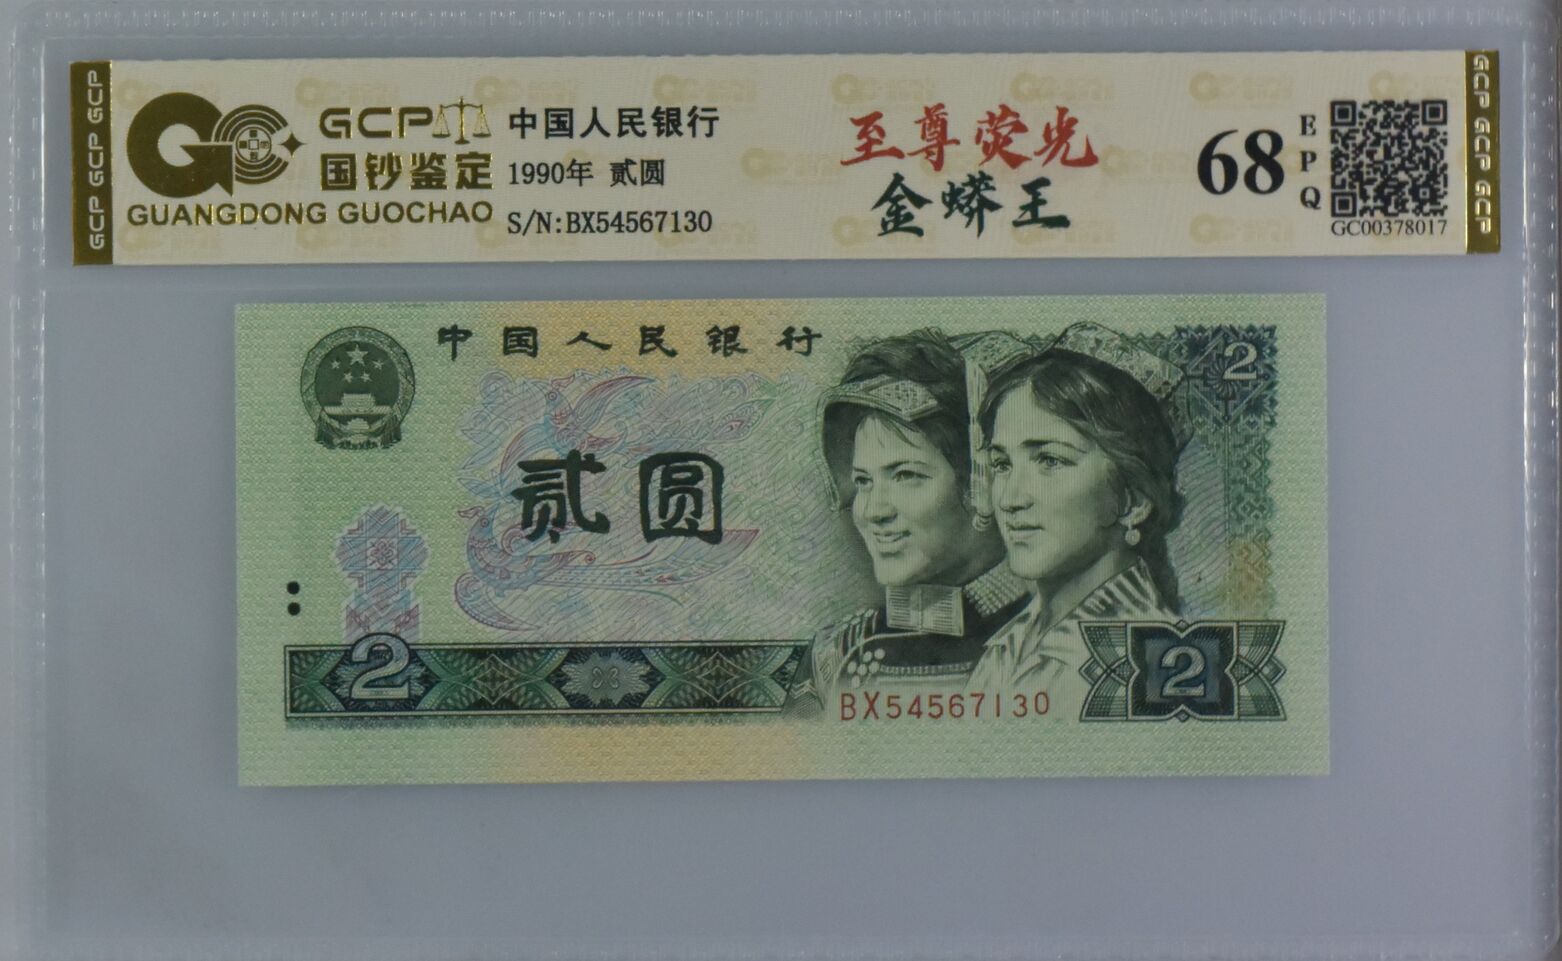 GCP GCP GCP
GCP
国钞鉴定
GUANGDONG GUOCHAO
中国人民银行
1990年 贰圆
S/N:BX54567130
至尊荧光
金蟒王
68
EPQ
GC00378017
GCP GCP GCP
中国人民银行
2
贰圆
2
2
BX54567130